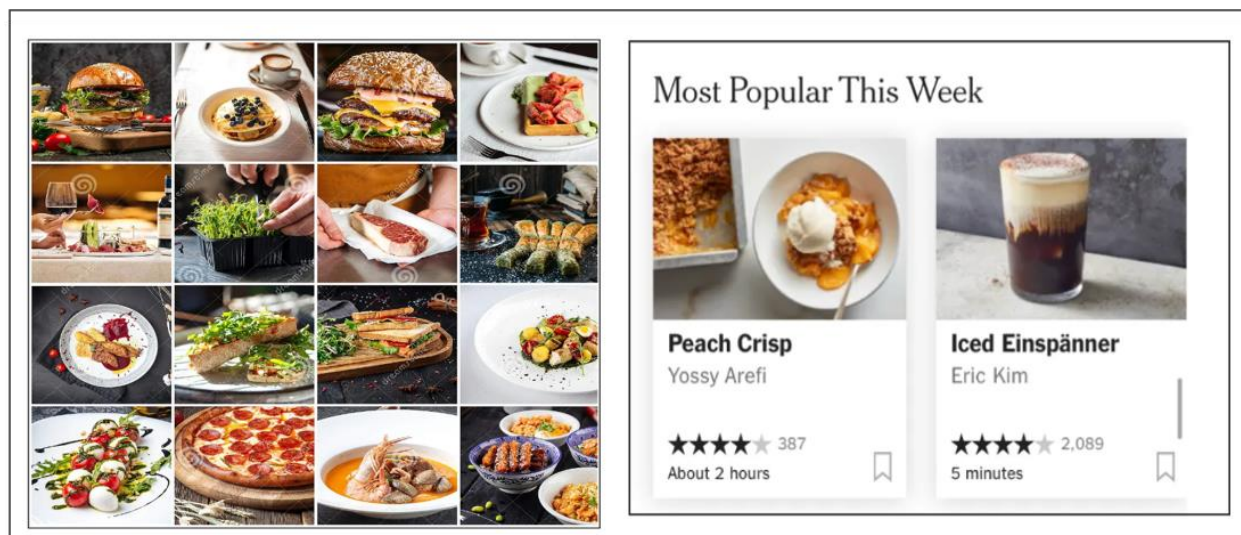 Most Popular This Week
Peach Crisp
Yossy Arefi
387
About 2 hours
Iced Einspänner
Eric Kim
2,089
5 minutes